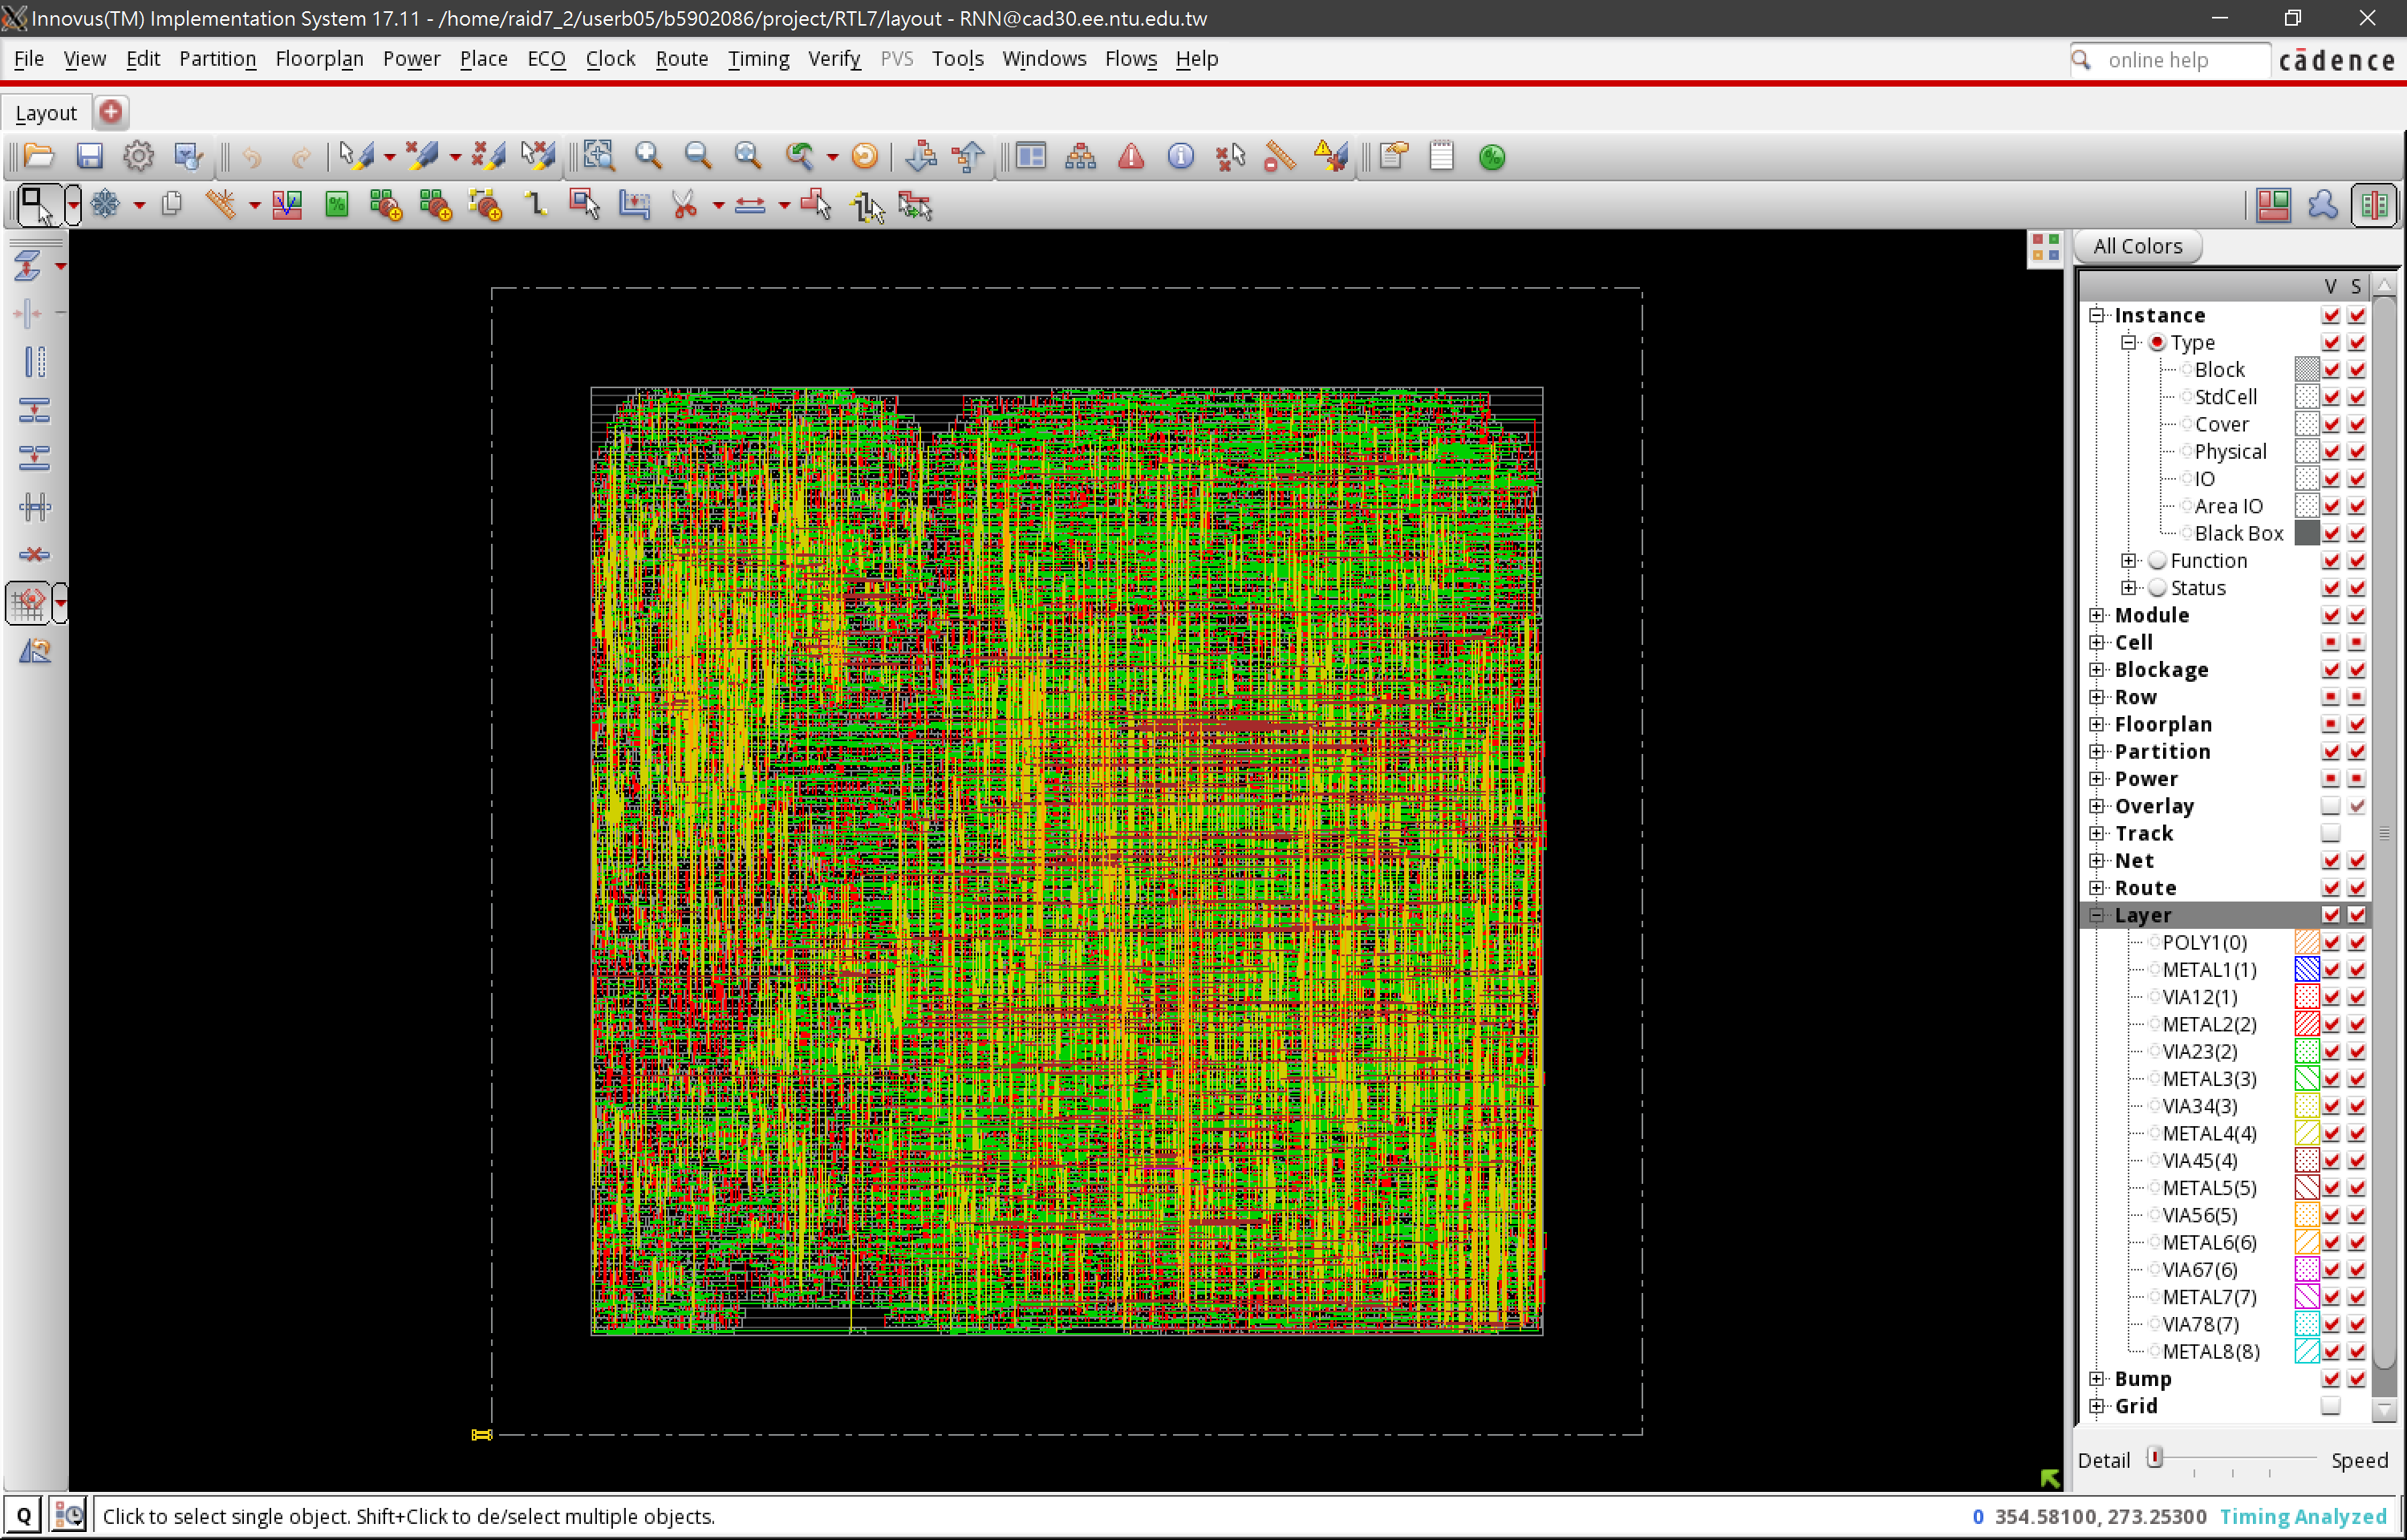 Innovus(TM) Implementation System 17.11 - /home/raid7_2/userb05/b5902086/project/RTL7/layout - RNN@cad30.ee.ntu.edu.tw
File View Edit Partition Floorplan Power Place ECO Clock Route Timing Verify PVS Tools Windows Flows Help
online help
cādence
Layout
All Colors
V S
Instance
Type
Block
StdCell
Cover
Physical
IO
Area IO
Black Box
Function
Status
Module
Cell
Blockage
Row
Floorplan
Partition
Power
Overlay
Track
Net
Route
Layer
POLY1(0)
METAL1(1)
VIA12(1)
METAL2(2)
VIA23(2)
METAL3(3)
VIA34(3)
METAL4(4)
VIA45(4)
METAL5(5)
VIA56(5)
METAL6(6)
VIA67(6)
METAL7(7)
VIA78(7)
METAL8(8)
Bump
Grid
Detail Speed
Q Click to select single object. Shift+Click to de/select multiple objects. 0 354.58100, 273.25300 Timing Analyzed